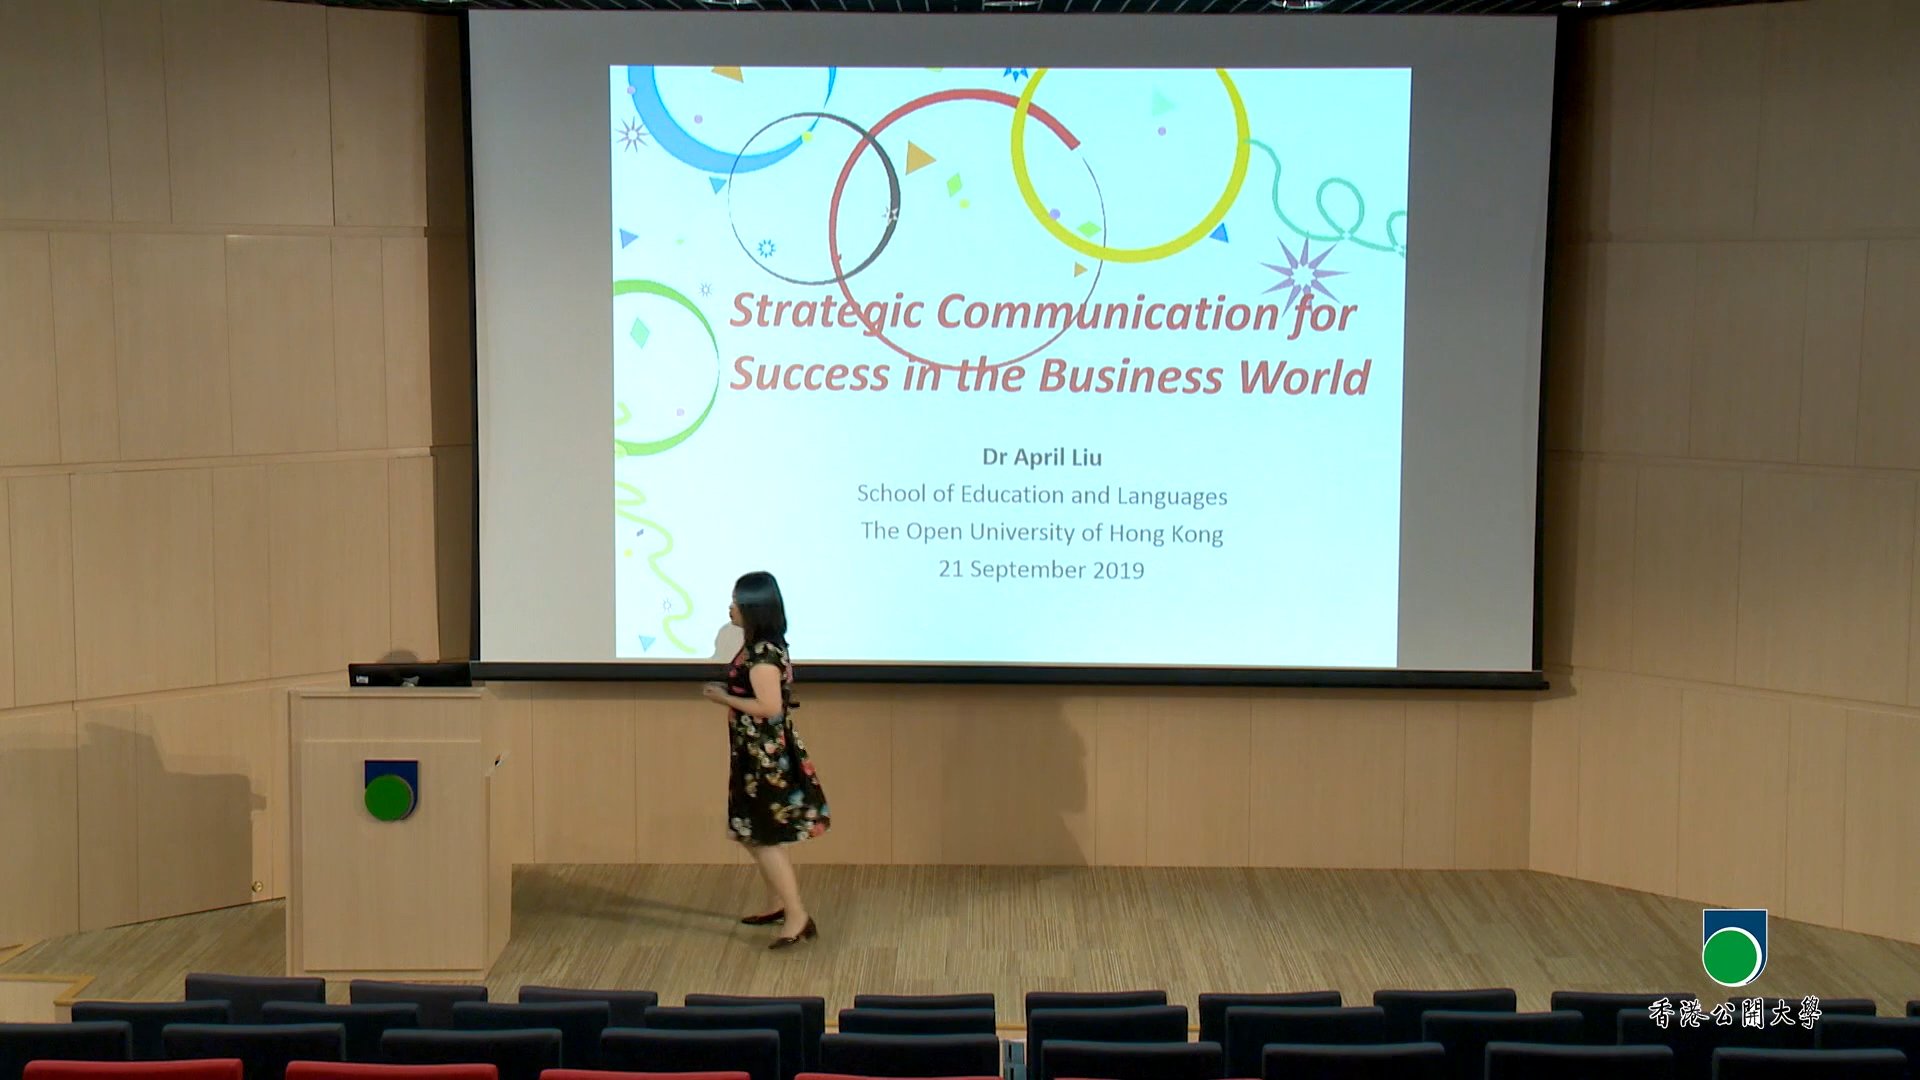 Strategic Communication for
Success in the Business World
Dr April Liu
School of Education and Languages
The Open University of Hong Kong
21 September 2019
香港公開大學